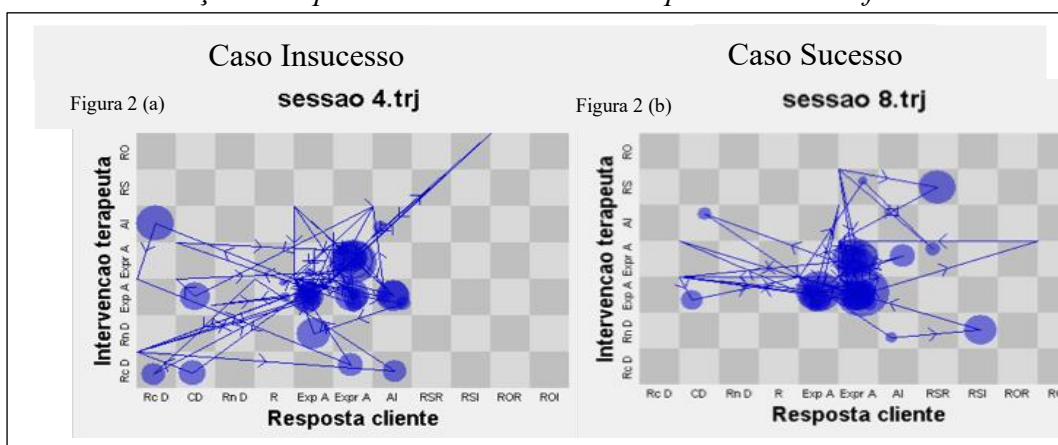 Caso Insucesso
Caso Sucesso
Figura 2 (a)
sessao 4.trj
Figura 2 (b)
sessao 8.trj
Intervencao terapeuta
RO
RS
AI
Expr A
Exp A
Rn D
Rc D
Rc D CD Rn D R Exp A Expr A AI RSR RSI ROR ROI
Resposta cliente
Intervencao terapeuta
RO
RS
AI
Expr A
Exp A
Rn D
Rc D
Rc D CD Rn D R Exp A Expr A AI RSR RSI ROR
Resposta cliente